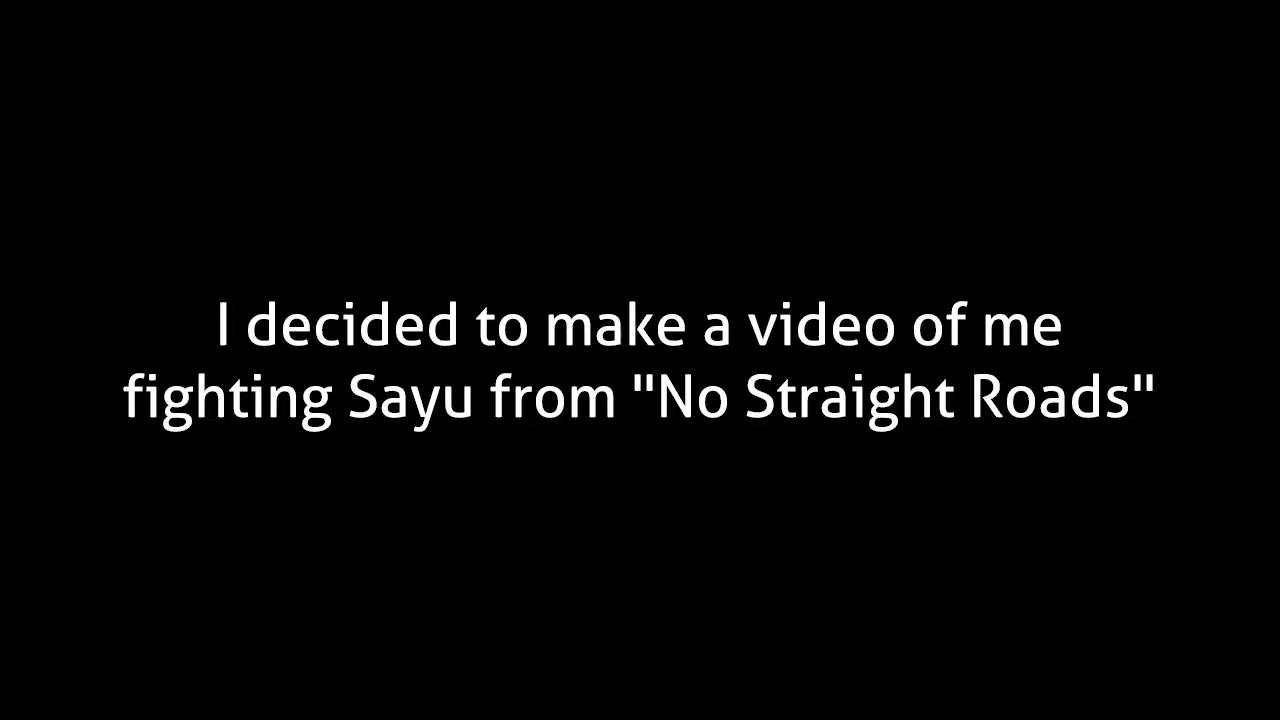 I decided to make a video of me
fighting Sayu from "No Straight Roads"